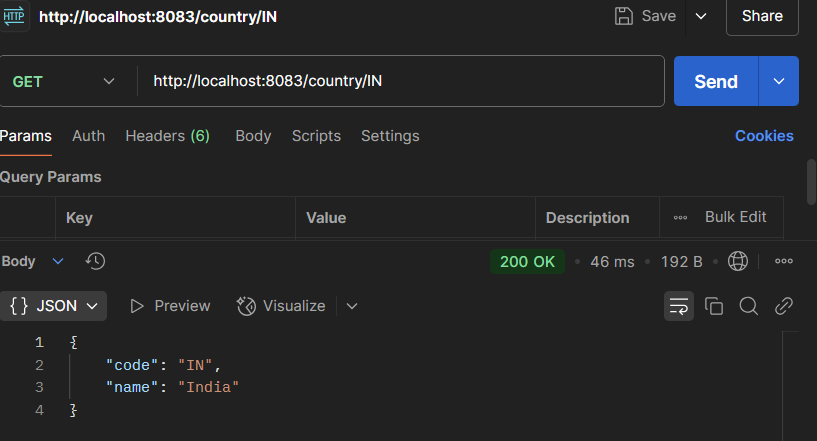 HTTP http://localhost:8083/country/IN Save Share
GET http://localhost:8083/country/IN Send
Params Auth Headers (6) Body Scripts Settings Cookies
Query Params
Key Value Description Bulk Edit
Body 200 OK 46 ms 192 B
{} JSON Preview Visualize
1 {
2 "code": "IN",
3 "name": "India"
4 }